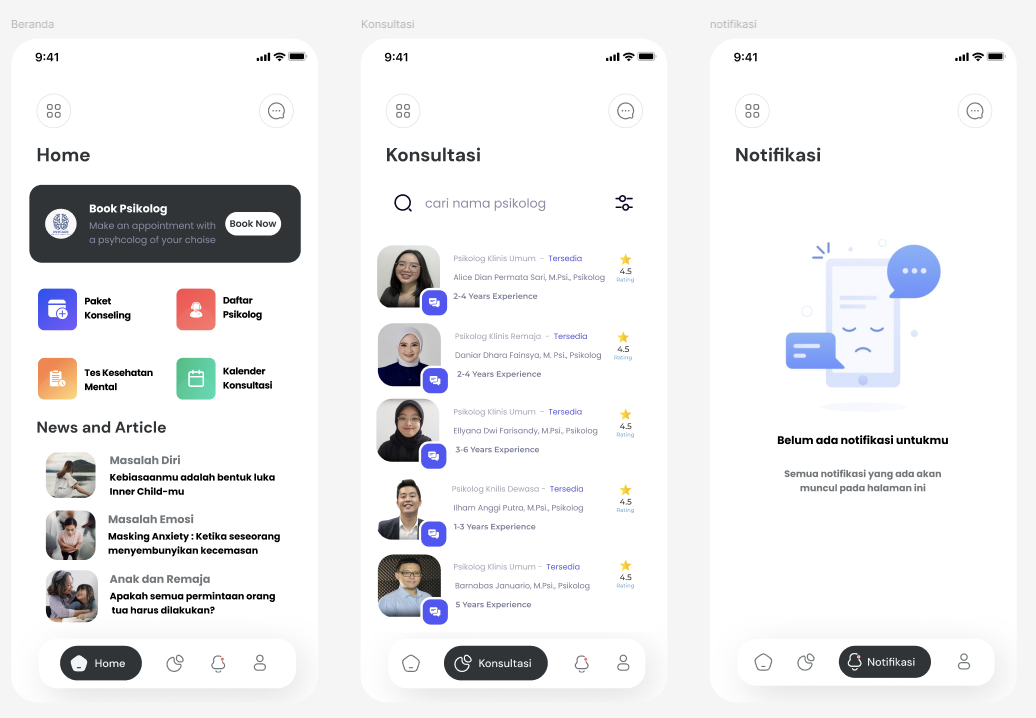 Beranda
9:41
Home
Book Psikolog
Make an appointment with
a psyhcolog of your choise
Book Now
Paket
Konseling
Daftar
Psikolog
Tes Kesehatan
Mental
Kalender
Konsultasi
News and Article
Masalah Diri
Kebiasaanmu adalah bentuk luka
Inner Child-mu
Masalah Emosi
Masking Anxiety : Ketika seseorang
menyembunyikan kecemasan
Anak dan Remaja
Apakah semua permintaan orang
tua harus dilakukan?
Home
Konsultasi
9:41
Konsultasi
cari nama psikolog
Psikolog Klinis Umum - Tersedia
Alice Dian Permata Sari, M.Psi., Psikolog
2-4 Years Experience
4.5
Rating
Psikolog Klinis Remaja - Tersedia
Daniar Dhara Fainsya, M. Psi., Psikolog
2-4 Years Experience
4.5
Rating
Psikolog Klinis Umum - Tersedia
Ellyana Dwi Farisandy, M.Psi., Psikolog
3-6 Years Experience
4.5
Rating
Psikolog Knilis Dewasa - Tersedia
Ilham Anggi Putra, M.Psi., Psikolog
1-3 Years Experience
4.5
Rating
Psikolog Klinis Umum - Tersedia
Barnabas Januario, M.Psi., Psikolog
5 Years Experience
4.5
Rating
Konsultasi
notifikasi
9:41
Notifikasi
Belum ada notifikasi untukmu
Semua notifikasi yang ada akan
muncul pada halaman ini
Notifikasi